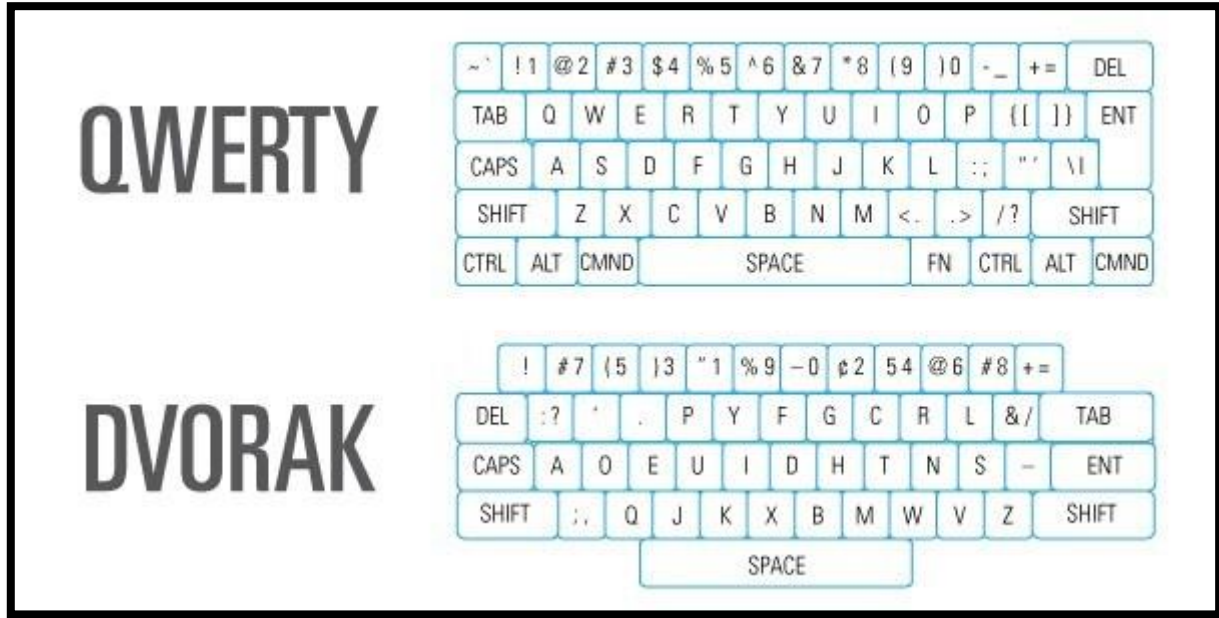 QWERTY
~ ` ! 1 @ 2 # 3 $ 4 % 5 ^ 6 & 7 * 8 ( 9 ) 0 - _ + = DEL
TAB Q W E R T Y U I O P { [ ] } ENT
CAPS A S D F G H J K L : ; " ' \ |
SHIFT Z X C V B N M < . . > / ? SHIFT
CTRL ALT CMND SPACE FN CTRL ALT CMND
DVORAK
! # 7 ( 5 ) 3 " 1 % 9 – 0 ¢ 2 5 4 @ 6 # 8 + =
DEL : ? ' . P Y F G C R L & / TAB
CAPS A O E U I D H T N S – ENT
SHIFT ; , Q J K X B M W V Z SHIFT
SPACE